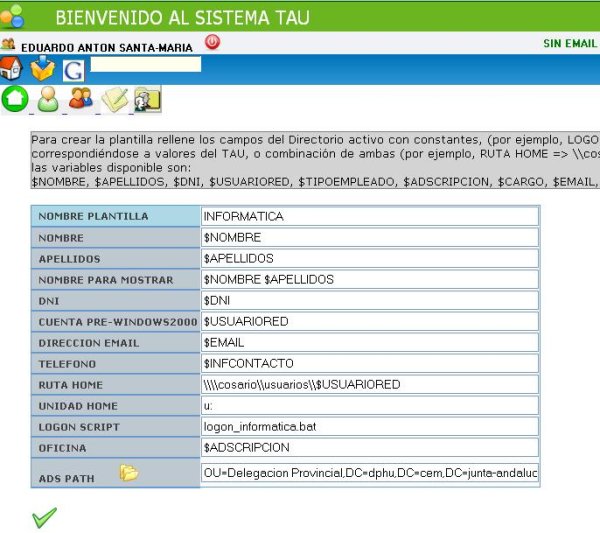 BIENVENIDO AL SISTEMA TAU
EDUARDO ANTON SANTA-MARIA
SIN EMAIL
G
Para crear la plantilla rellene los campos del Directorio activo con constantes, (por ejemplo, LOGO
correspondiéndose a valores del TAU, o combinación de ambas (por ejemplo, RUTA HOME => \\cos
las variables disponible son:
$NOMBRE, $APELLIDOS, $DNI, $USUARIORED, $TIPOEMPLEADO, $ADSCRIPCION, $CARGO, $EMAIL,
NOMBRE PLANTILLA INFORMATICA
NOMBRE $NOMBRE
APELLIDOS $APELLIDOS
NOMBRE PARA MOSTRAR $NOMBRE $APELLIDOS
DNI $DNI
CUENTA PRE-WINDOWS2000 $USUARIORED
DIRECCION EMAIL $EMAIL
TELEFONO $INFCONTACTO
RUTA HOME \\\\cosario\\usuarios\\$USUARIORED
UNIDAD HOME u:
LOGON SCRIPT logon_informatica.bat
OFICINA $ADSCRIPCION
ADS PATH OU=Delegacion Provincial,DC=dphu,DC=cem,DC=junta-andaluc